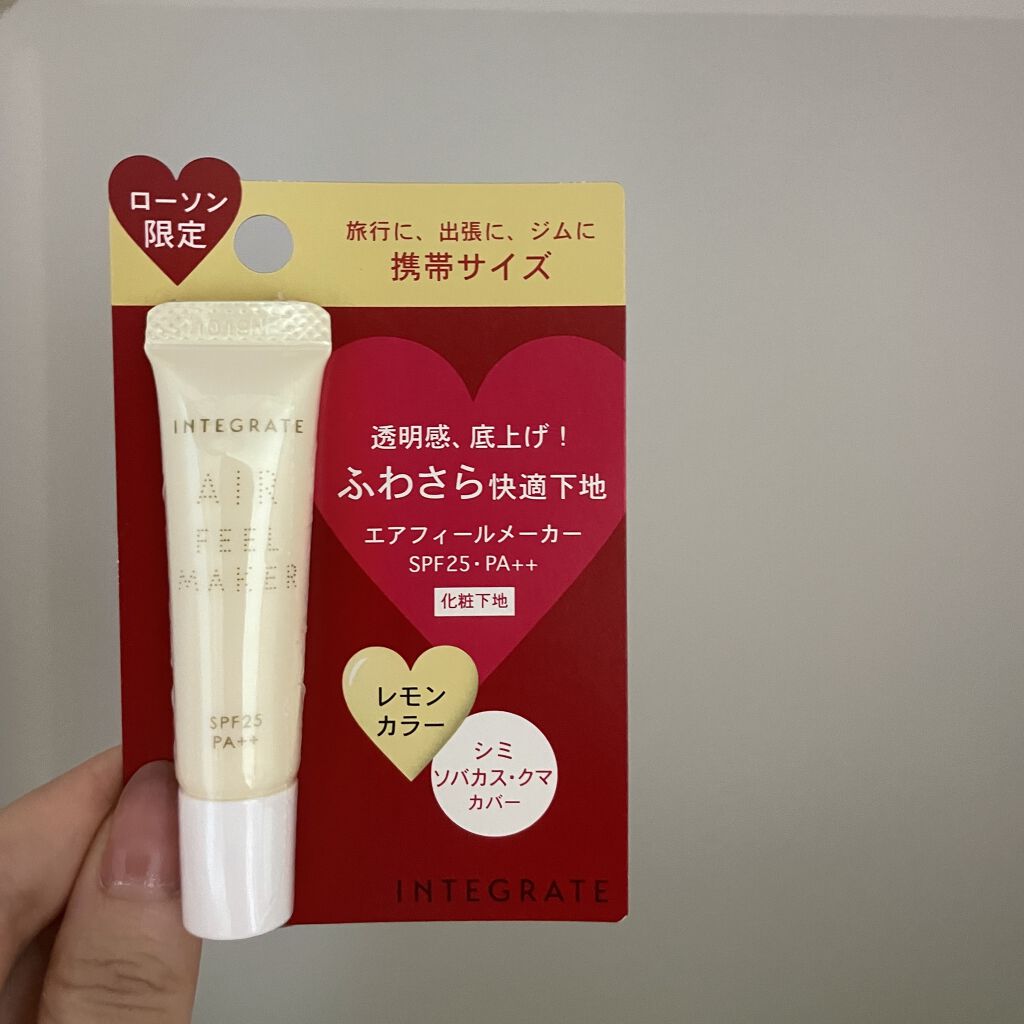 ローソン
限定
旅行に、出張に、ジムに
携帯サイズ
INTEGRATE
AIR
FEEL
MAKER
SPF25
PA++
透明感、底上げ！
ふわさら快適下地
エアフィールメーカー
SPF25・PA++
化粧下地
レモン
カラー
シミ
ソバカス・クマ
カバー
INTEGRATE